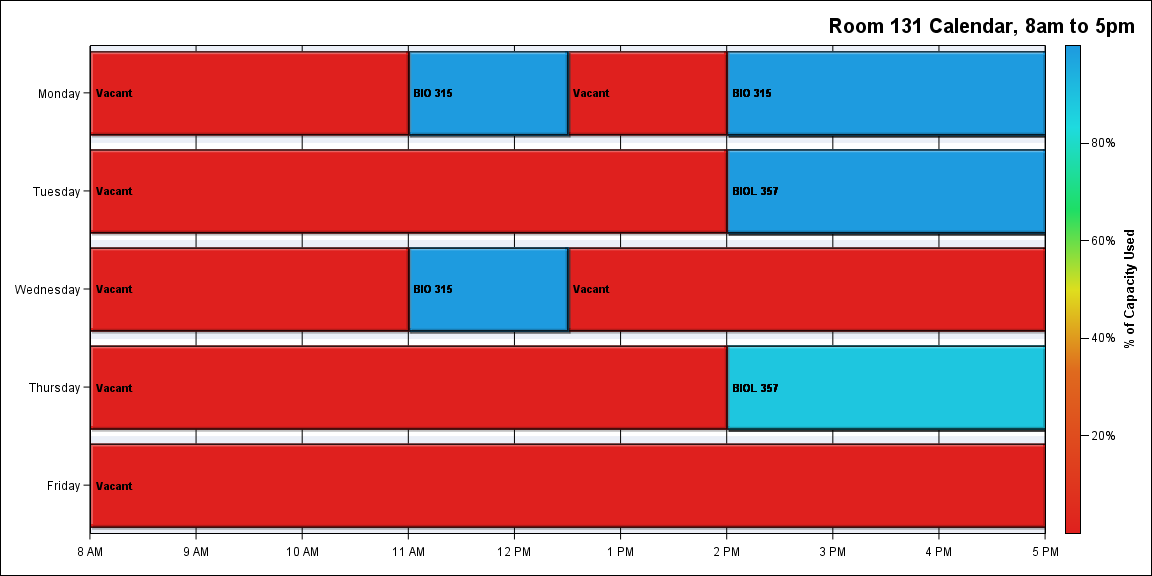 Room 131 Calendar, 8am to 5pm
Monday
Vacant
BIO 315
Vacant
BIO 315
Tuesday
Vacant
BIOL 357
Wednesday
Vacant
BIO 315
Vacant
Thursday
Vacant
BIOL 357
Friday
Vacant
8 AM 9 AM 10 AM 11 AM 12 PM 1 PM 2 PM 3 PM 4 PM 5 PM
80%
60%
40%
20%
% of Capacity Used